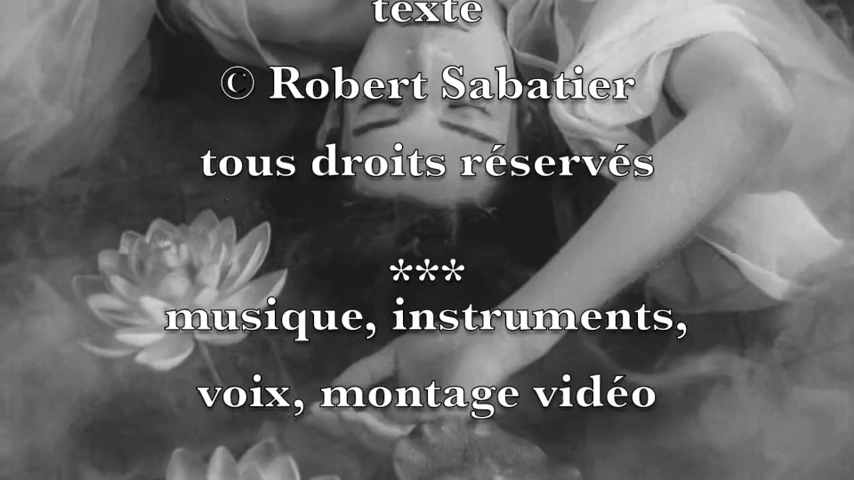 texte
© Robert Sabatier
tous droits réservés
***
musique, instruments,
voix, montage vidéo